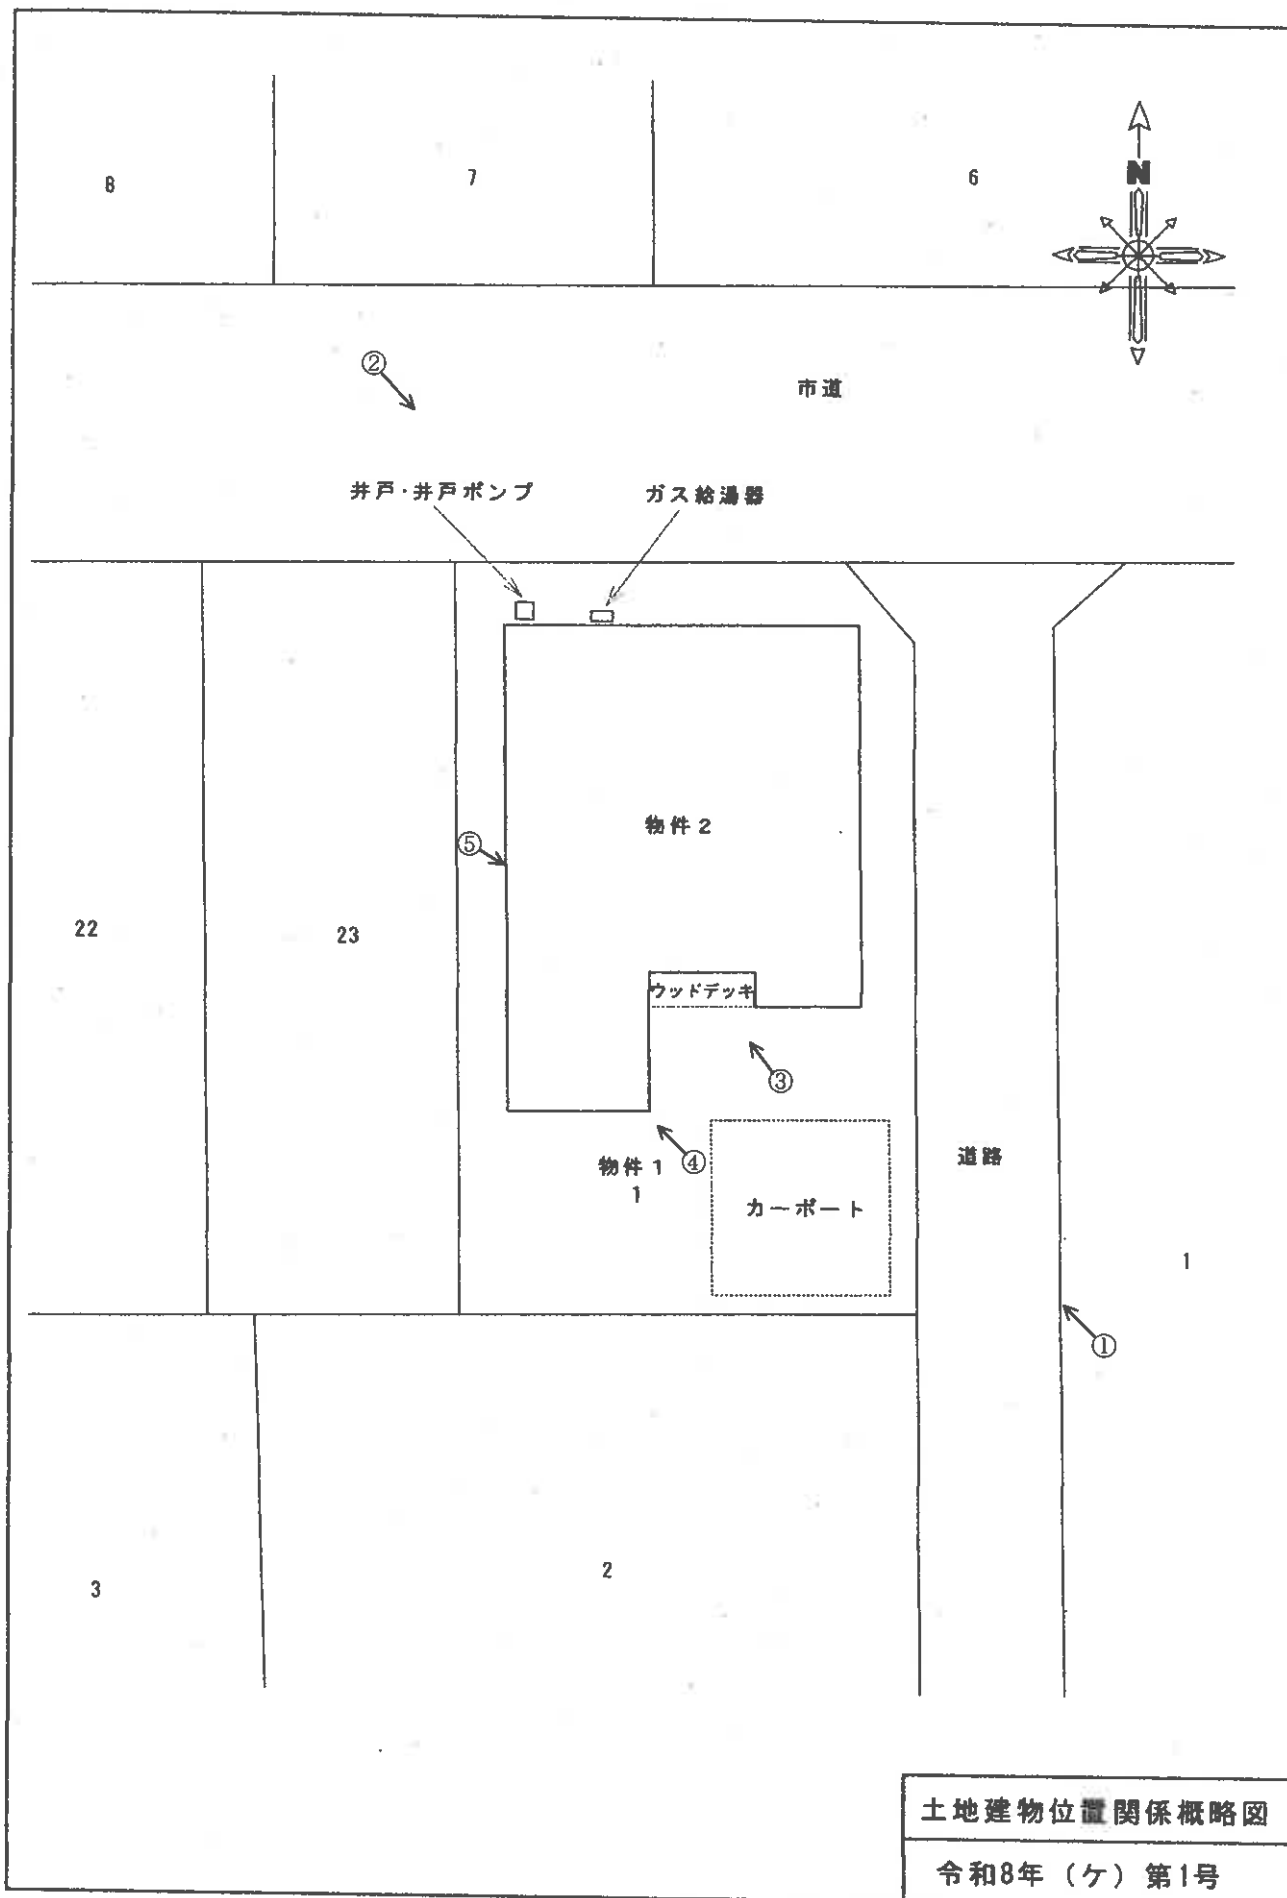 8
7
6
N
②
市道
井戸・井戸ポンプ
ガス給湯器
物件2
⑤
22
23
ウッドデッキ
③
④
物件1
1
道路
カーポート
1
①
3
2
土地建物位置関係概略図
令和8年（ケ）第1号